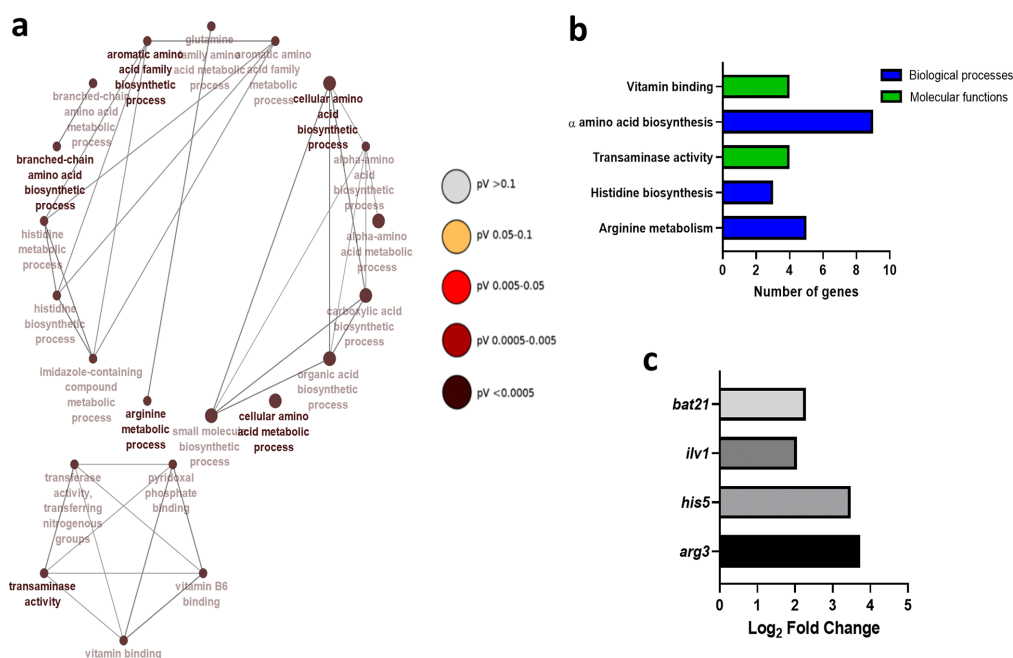 a
glutamine
family amino
acid metabolic
process
aromatic amino
acid family
biosynthetic
process
aromatic amino
acid family
metabolic
process
branched-chain
amino acid
metabolic
process
cellular amino
acid
biosynthetic
process
branched-chain
amino acid
biosynthetic
process
alpha-amino
acid
biosynthetic
process
histidine
metabolic
process
alpha-amino
acid metabolic
process
histidine
biosynthetic
process
carboxylic acid
biosynthetic
process
imidazole-containing
compound
metabolic
process
organic acid
biosynthetic
process
arginine
metabolic
process
small molecule
biosynthetic
process
cellular amino
acid metabolic
process
transferase
activity,
transferring
nitrogenous
groups
pyridoxal
phosphate
binding
transaminase
activity
vitamin B6
binding
vitamin binding
pV >0.1
pV 0.05-0.1
pV 0.005-0.05
pV 0.0005-0.005
pV <0.0005
b
Vitamin binding
α amino acid biosynthesis
Transaminase activity
Histidine biosynthesis
Arginine metabolism
0 2 4 6 8 10
Number of genes
Biological processes
Molecular functions
c
bat21
ilv1
his5
arg3
0 1 2 3 4 5
Log2 Fold Change